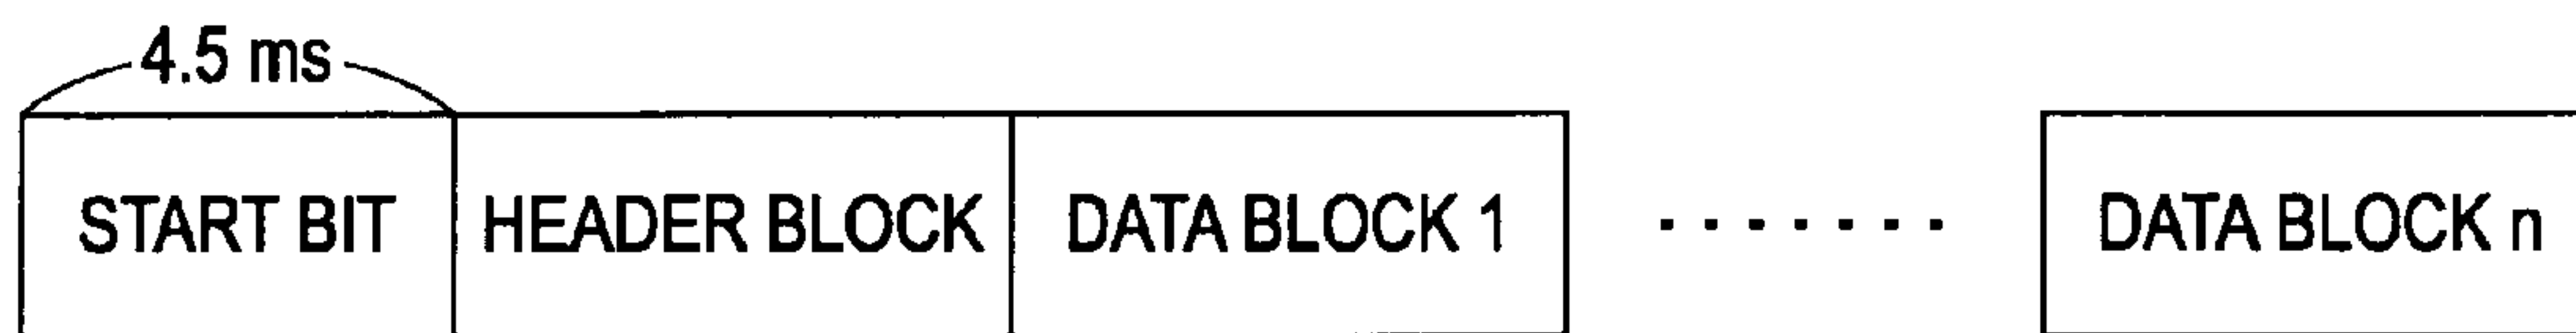 4.5 ms
START BIT HEADER BLOCK DATA BLOCK 1 ....... DATA BLOCK n